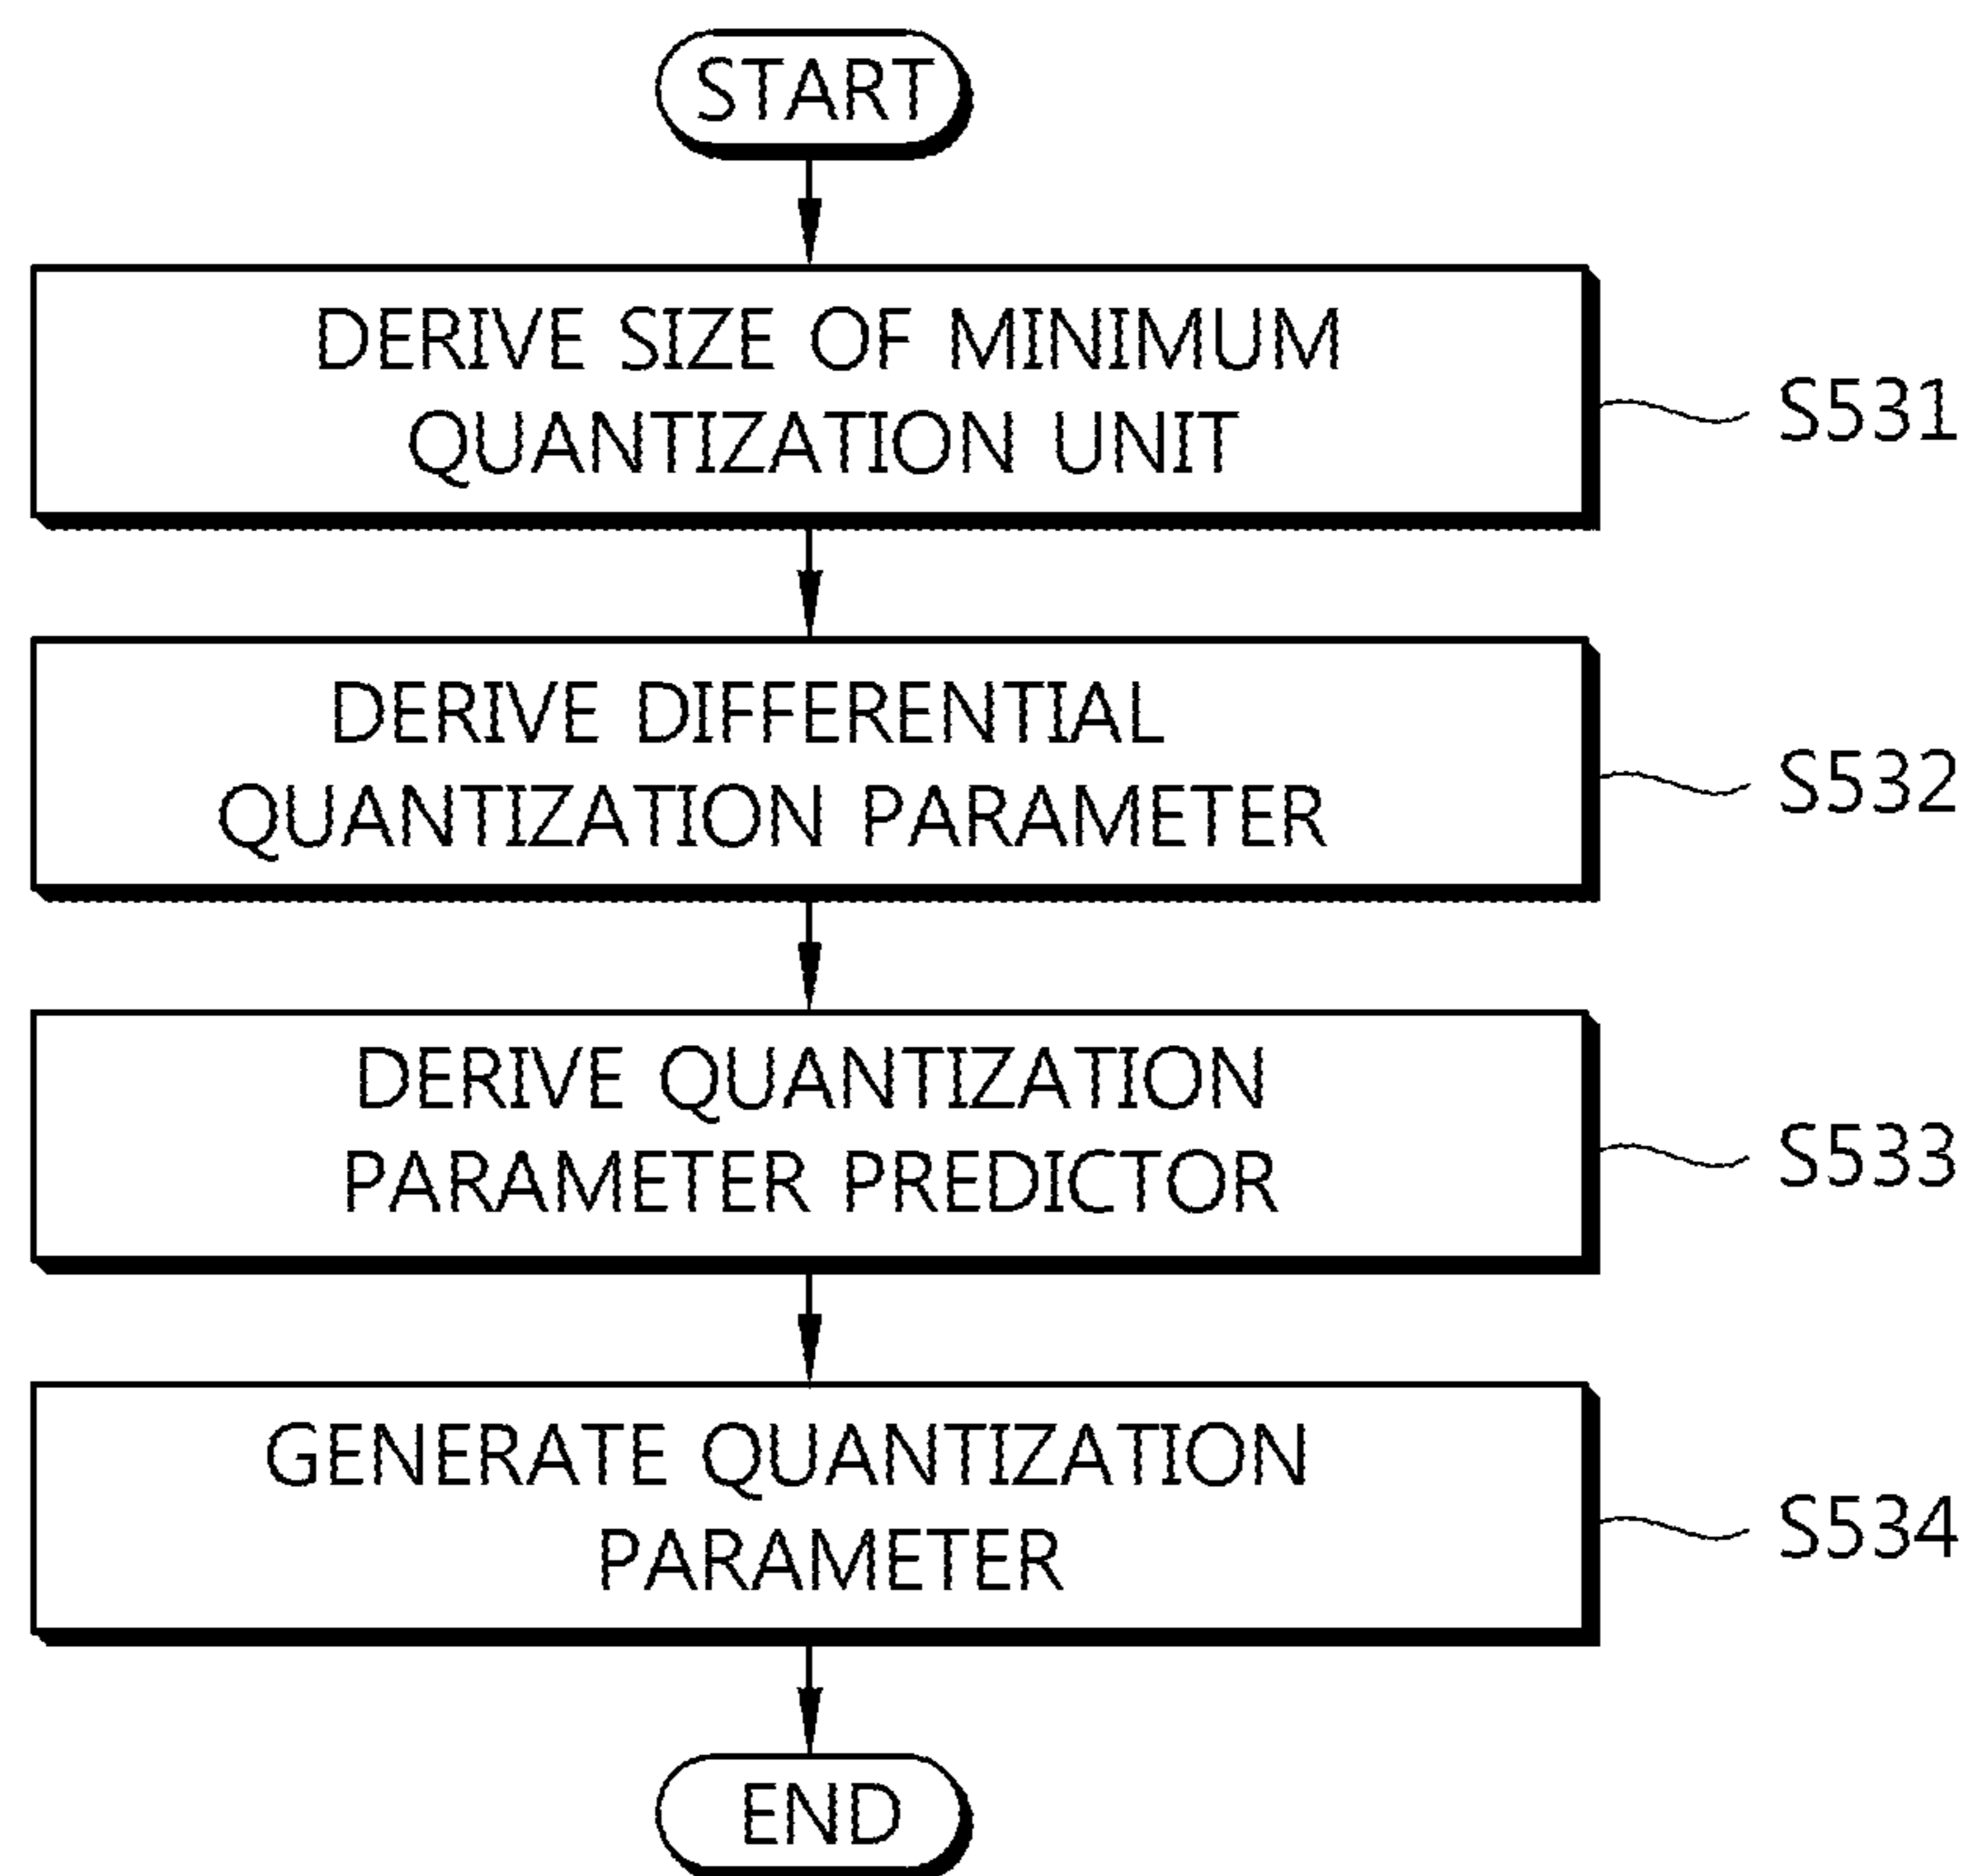 START
DERIVE SIZE OF MINIMUM
QUANTIZATION UNIT
S531
DERIVE DIFFERENTIAL
QUANTIZATION PARAMETER
S532
DERIVE QUANTIZATION
PARAMETER PREDICTOR
S533
GENERATE QUANTIZATION
PARAMETER
S534
END